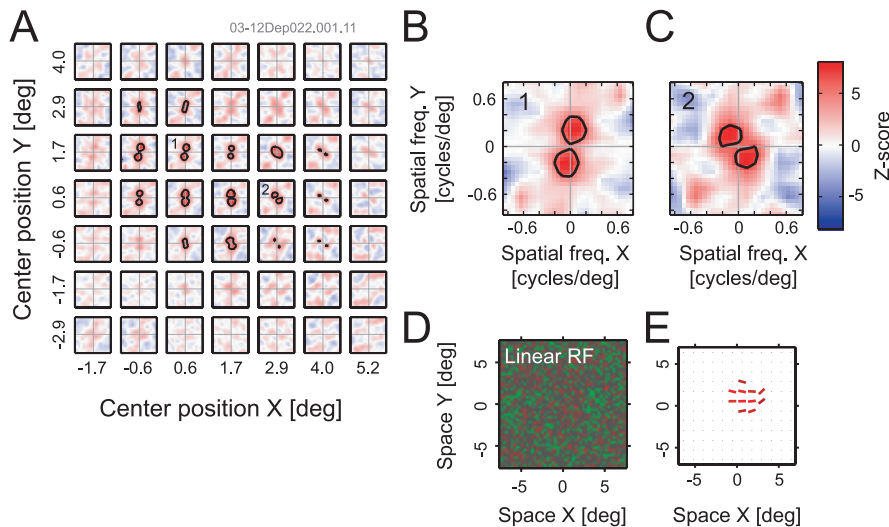 03-12Dep022.001.11
A
Center position Y [deg]
4.0
2.9
1.7
0.6
-0.6
-1.7
-2.9
1
2
-1.7 -0.6 0.6 1.7 2.9 4.0 5.2
Center position X [deg]
B
1
Spatial freq. Y
[cycles/deg]
0.6
0
-0.6
-0.6 0 0.6
Spatial freq. X
[cycles/deg]
C
2
-0.6 0 0.6
Spatial freq. X
[cycles/deg]
5
0
-5
Z-score
D
Linear RF
Space Y [deg]
5
0
-5
-5 0 5
Space X [deg]
E
5
0
-5
-5 0 5
Space X [deg]